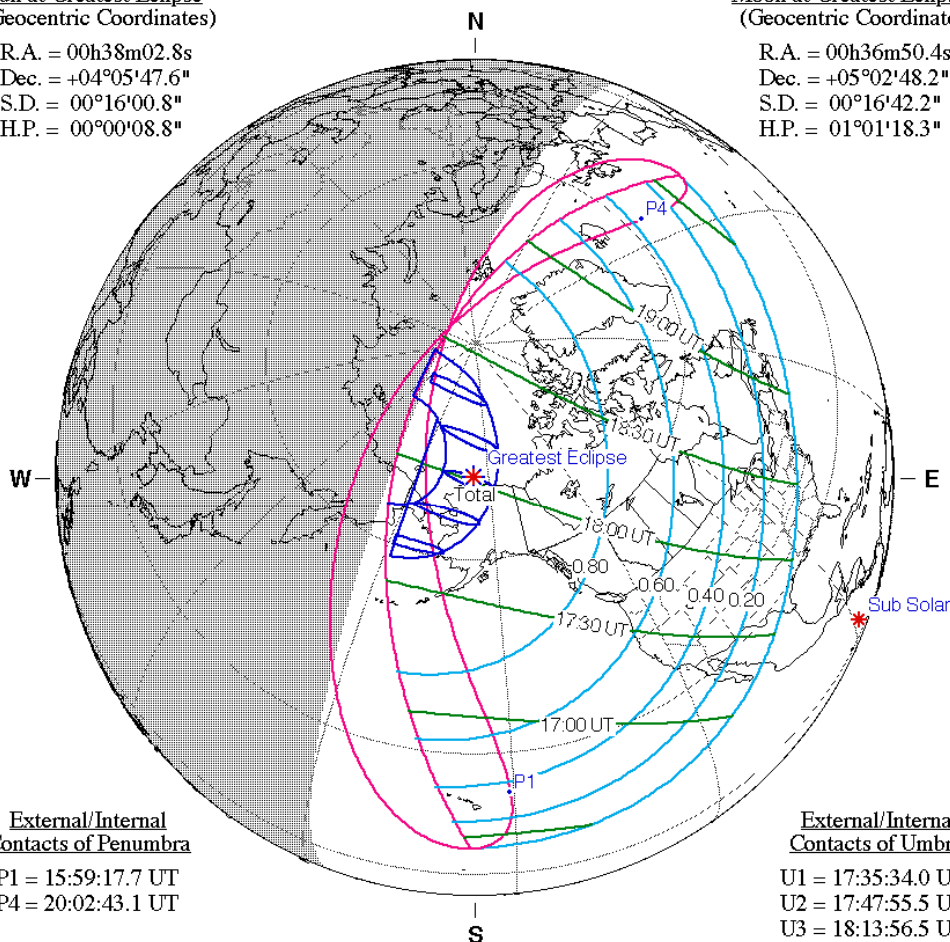 (Geocentric Coordinate
R.A. = 00h38m02.8s
Dec. = +04°05'47.6"
S.D. = 00°16'00.8"
H.P. = 00°00'08.8"
N
R.A. = 00h36m50.4s
Dec. = +05°02'48.2"
S.D. = 00°16'42.2"
H.P. = 01°01'18.3"
P4
19:00 UT
18:30 UT
W
Greatest Eclipse
E
Total
18:00 UT
0.80
0.60
0.40
0.20
Sub Solar
17:30 UT
17:00 UT
P1
External/Internal
Contacts of Penumbra
P1 = 15:59:17.7 UT
P4 = 20:02:43.1 UT
External/Interna
Contacts of Umbr
U1 = 17:35:34.0 U
U2 = 17:47:55.5 U
U3 = 18:13:56.5 U
S